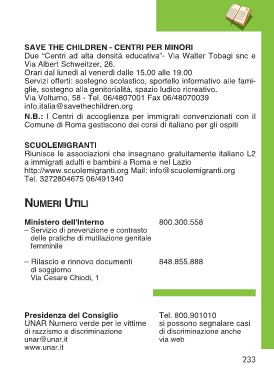 SAVE THE CHILDREN - CENTRI PER MINORI
Due “Centri ad alta densità educativa”- Via Walter Tobagi snc e
Via Albert Schweitzer, 26.
Orari dal lunedì al venerdì dalle 15.00 alle 19.00
Servizi offerti: sostegno scolastico, sportello informativo alle fami-
glie, sostegno alla genitorialità, spazio ludico ricreativo.
Via Volturno, 58 - Tel. 06/4807001 Fax 06/48070039
info.italia@savethechildren.org
N.B.: I Centri di accoglienza per immigrati convenzionati con il
Comune di Roma gestiscono dei corsi di italiano per gli ospiti
SCUOLEMIGRANTI
Riunisce le associazioni che insegnano gratuitamente italiano L2
a immigrati adulti e bambini a Roma e nel Lazio
http://www.scuolemigranti.org Mail: info@scuolemigranti.org
Tel. 3272804675 06/491340
NUMERI UTILI
Ministero dell'Interno 800.300.558
– Servizio di prevenzione e contrasto
delle pratiche di mutilazione genitale
femminile
– Rilascio e rinnovo documenti 848.855.888
di soggiorno
Via Cesare Chiodi, 1
Presidenza del Consiglio Tel. 800.901010
UNAR Numero verde per le vittime si possono segnalare casi
di razzismo e discriminazione di discriminazione anche
unar@unar.it via web
www.unar.it
233